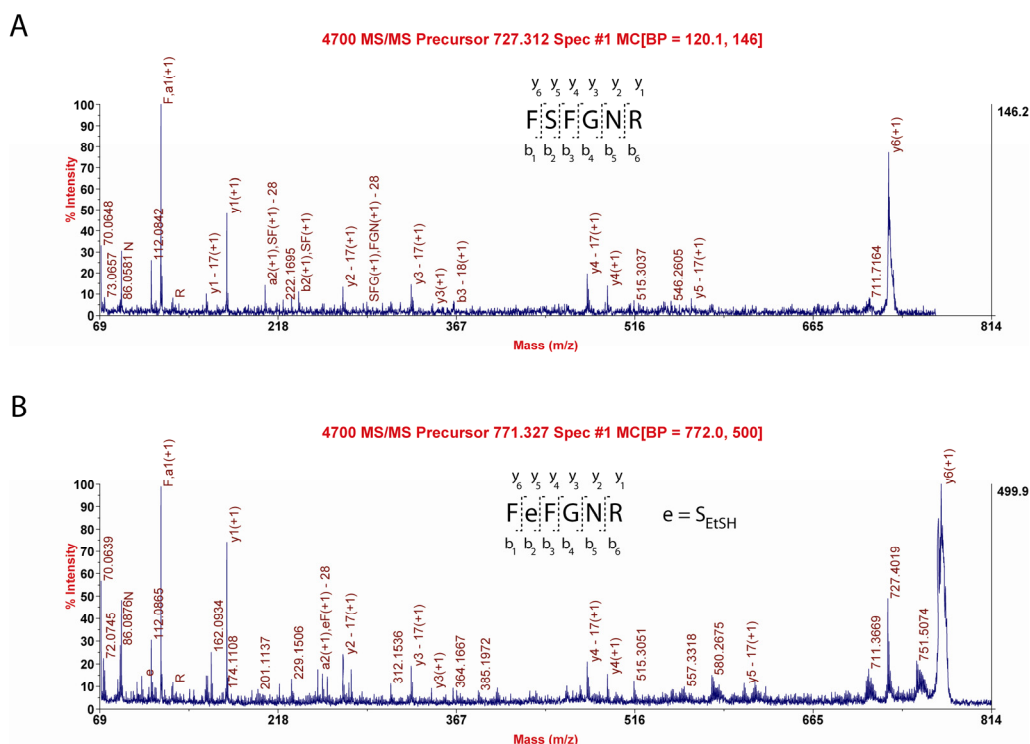 A
4700 MS/MS Precursor 727.312 Spec #1 MC[BP = 120.1, 146]
y6 y5 y4 y3 y2 y1
F S F G N R
b1 b2 b3 b4 b5 b6
146.2
% Intensity
100
90
80
70
60
50
40
30
20
10
0
70.0648
73.0657
86.0581 N
112.0842
F,a1(+1)
R
y1 - 17(+1)
y1(+1)
a2(+1),SF(+1) - 28
222.1695
b2(+1),SF(+1)
y2 - 17(+1)
SFG(+1),FGN(+1) - 28
y3 - 17(+1)
y3(+1)
b3 - 18(+1)
y4 - 17(+1)
y4(+1)
515.3037
546.2605
y5 - 17(+1)
711.7164
y6(+1)
69 218 367 516 665 814
Mass (m/z)
B
4700 MS/MS Precursor 771.327 Spec #1 MC[BP = 772.0, 500]
y6 y5 y4 y3 y2 y1
F e F G N R e = SEtSH
b1 b2 b3 b4 b5 b6
499.9
% Intensity
100
90
80
70
60
50
40
30
20
10
0
70.0639
72.0745
86.0876N
e
112.0865
F,a1(+1)
R
162.0934
y1(+1)
174.1108
201.1137
229.1506
a2(+1),eF(+1) - 28
y2 - 17(+1)
312.1536
y3 - 17(+1)
y3(+1)
364.1667
385.1972
y4 - 17(+1)
y4(+1)
515.3051
557.3318
580.2675
y5 - 17(+1)
711.3669
727.4019
751.5074
y6(+1)
69 218 367 516 665 814
Mass (m/z)